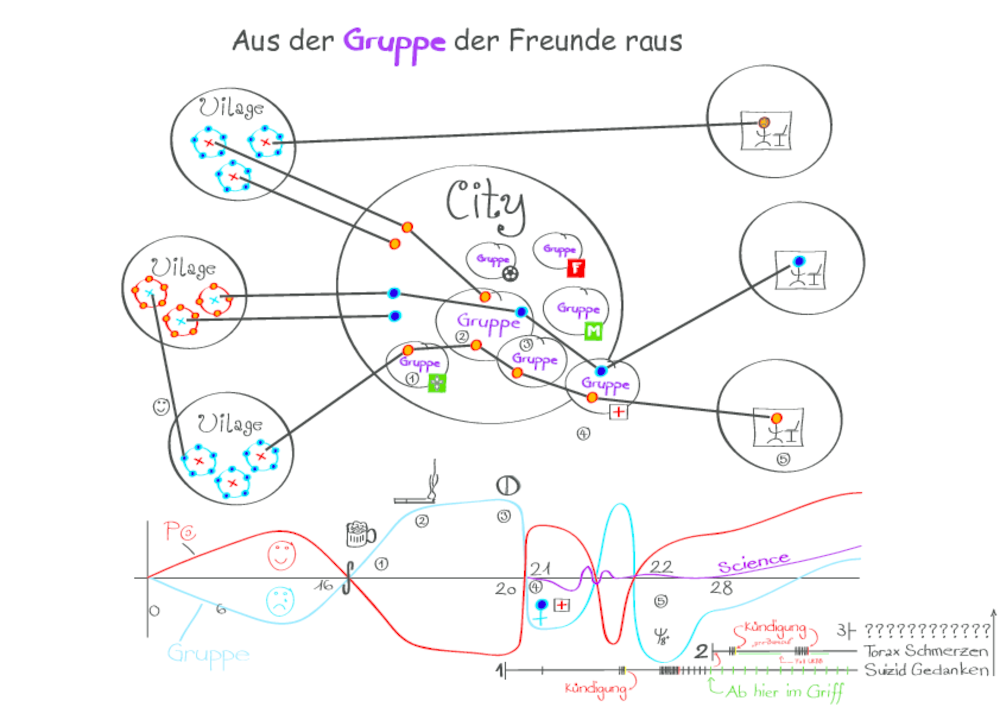 Aus der Gruppe der Freunde raus
Vilage
City
Gruppe
Gruppe
F
Vilage
Gruppe
M
Gruppe
2
3
Gruppe
Gruppe
1
Gruppe
4
Vilage
5
PC
2
3
1
16
20
21
4
22
5
Science
28
0
6
Gruppe
Kündigung
3 ????????????
2 Torax Schmerzen
1 Suizid Gedanken
Kündigung
Ab hier im Griff